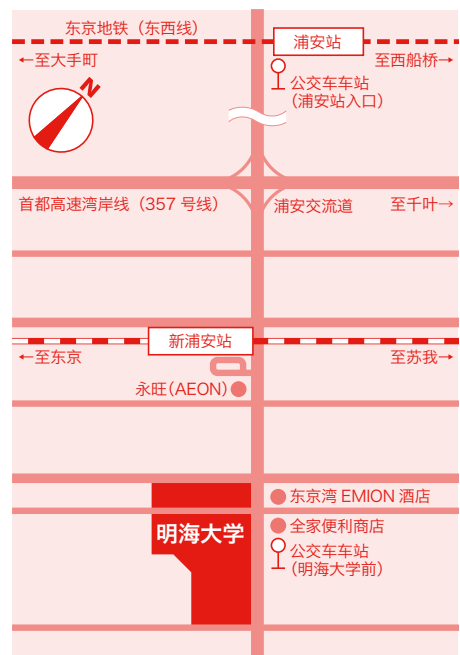 东京地铁（东西线）
浦安站
←至大手町
至西船桥→
N
公交车车站
（浦安站入口）
首都高速湾岸线（357 号线）
浦安交流道
至千叶→
新浦安站
←至东京
至苏我→
永旺（AEON）
东京湾 EMION 酒店
明海大学
全家便利商店
公交车车站
（明海大学前）